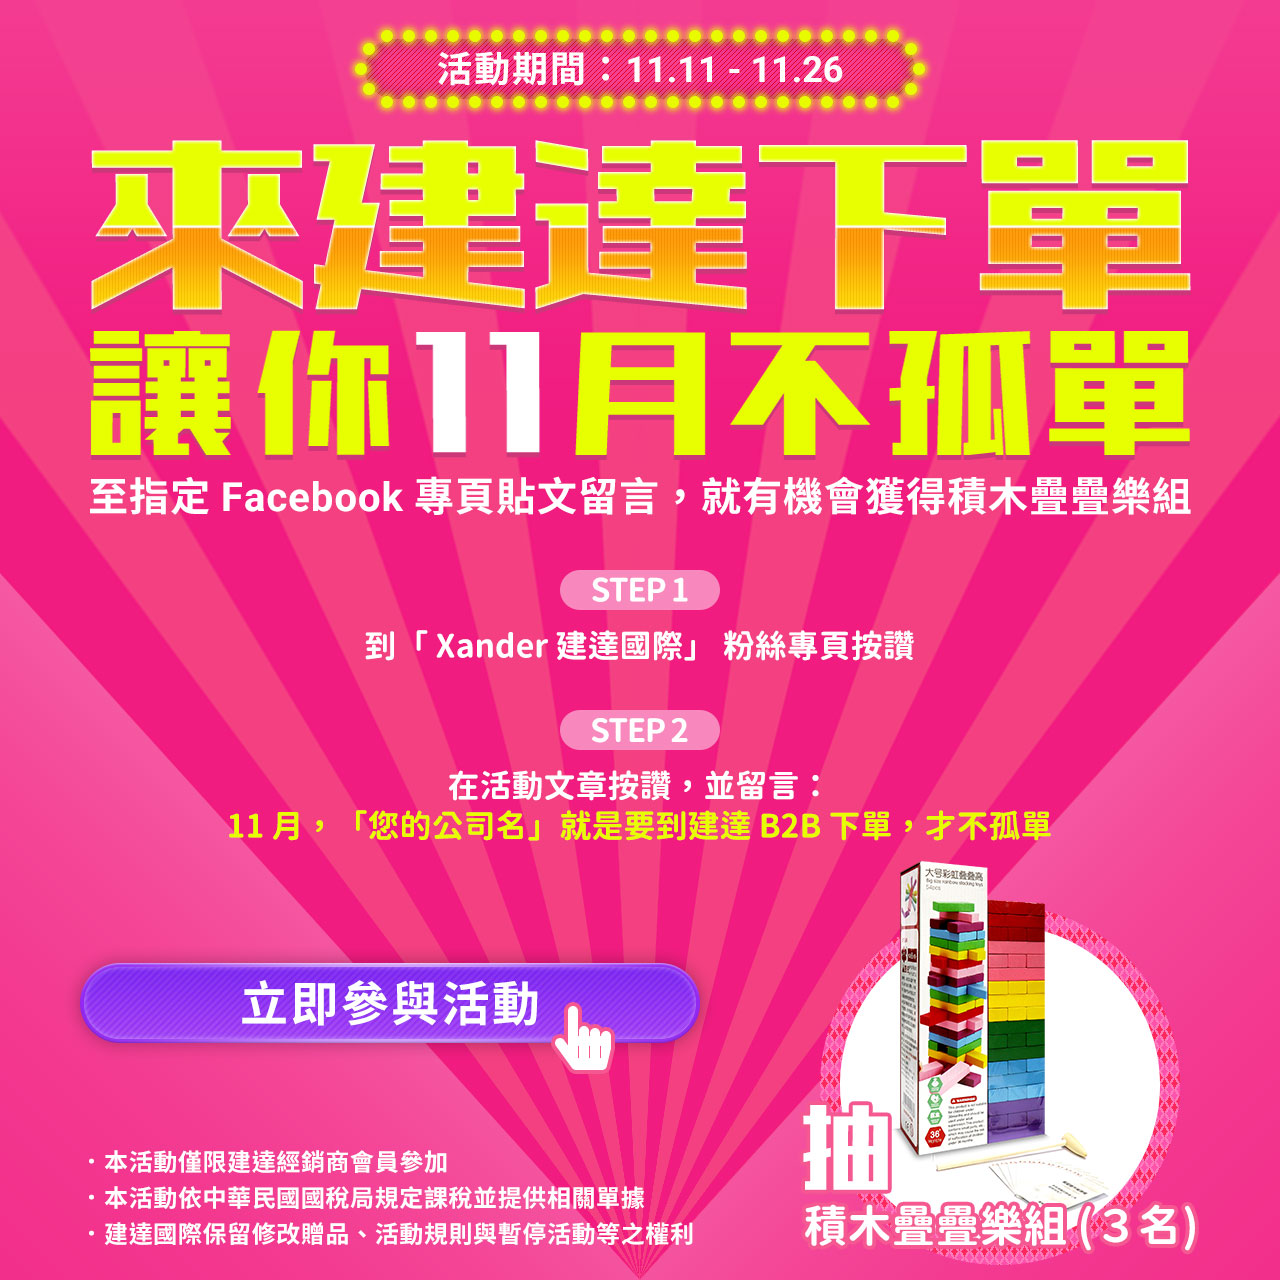 活動期間：11.11 - 11.26
來建達下單
讓你11月不孤單
至指定 Facebook 專頁貼文留言，就有機會獲得積木疊疊樂組
STEP 1
到「 Xander 建達國際」 粉絲專頁按讚
STEP 2
在活動文章按讚，並留言：
11 月，「您的公司名」就是要到建達 B2B 下單，才不孤單
大号彩虹叠叠高
Big size rainbow stacking toys
54pcs
立即參與活動
WARNING
36
抽
積木疊疊樂組 ( 3 名)
・本活動僅限建達經銷商會員參加
・本活動依中華民國國稅局規定課稅並提供相關單據
・建達國際保留修改贈品、活動規則與暫停活動等之權利